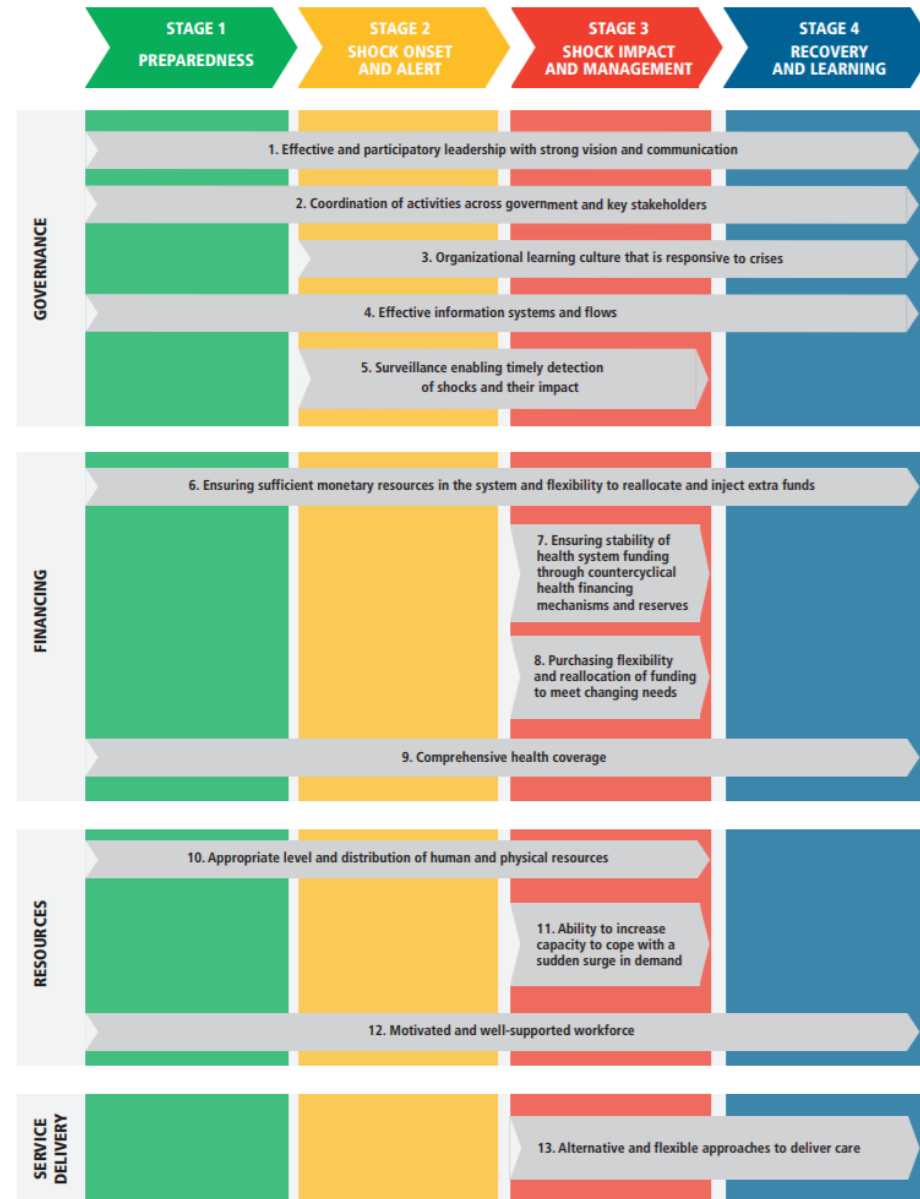 STAGE 1
PREPAREDNESS
STAGE 2
SHOCK ONSET
AND ALERT
STAGE 3
SHOCK IMPACT
AND MANAGEMENT
STAGE 4
RECOVERY
AND LEARNING
GOVERNANCE
1. Effective and participatory leadership with strong vision and communication
2. Coordination of activities across government and key stakeholders
3. Organizational learning culture that is responsive to crises
4. Effective information systems and flows
5. Surveillance enabling timely detection
of shocks and their impact
FINANCING
6. Ensuring sufficient monetary resources in the system and flexibility to reallocate and inject extra funds
7. Ensuring stability of
health system funding
through countercyclical
health financing
mechanisms and reserves
8. Purchasing flexibility
and reallocation of funding
to meet changing needs
9. Comprehensive health coverage
RESOURCES
10. Appropriate level and distribution of human and physical resources
11. Ability to increase
capacity to cope with a
sudden surge in demand
12. Motivated and well-supported workforce
SERVICE
DELIVERY
13. Alternative and flexible approaches to deliver care